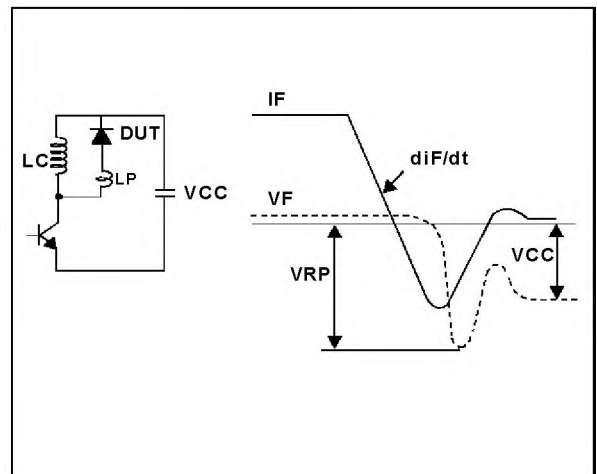 DUT
LC
LP
VCC
IF
diF/dt
VF
VRP
VCC